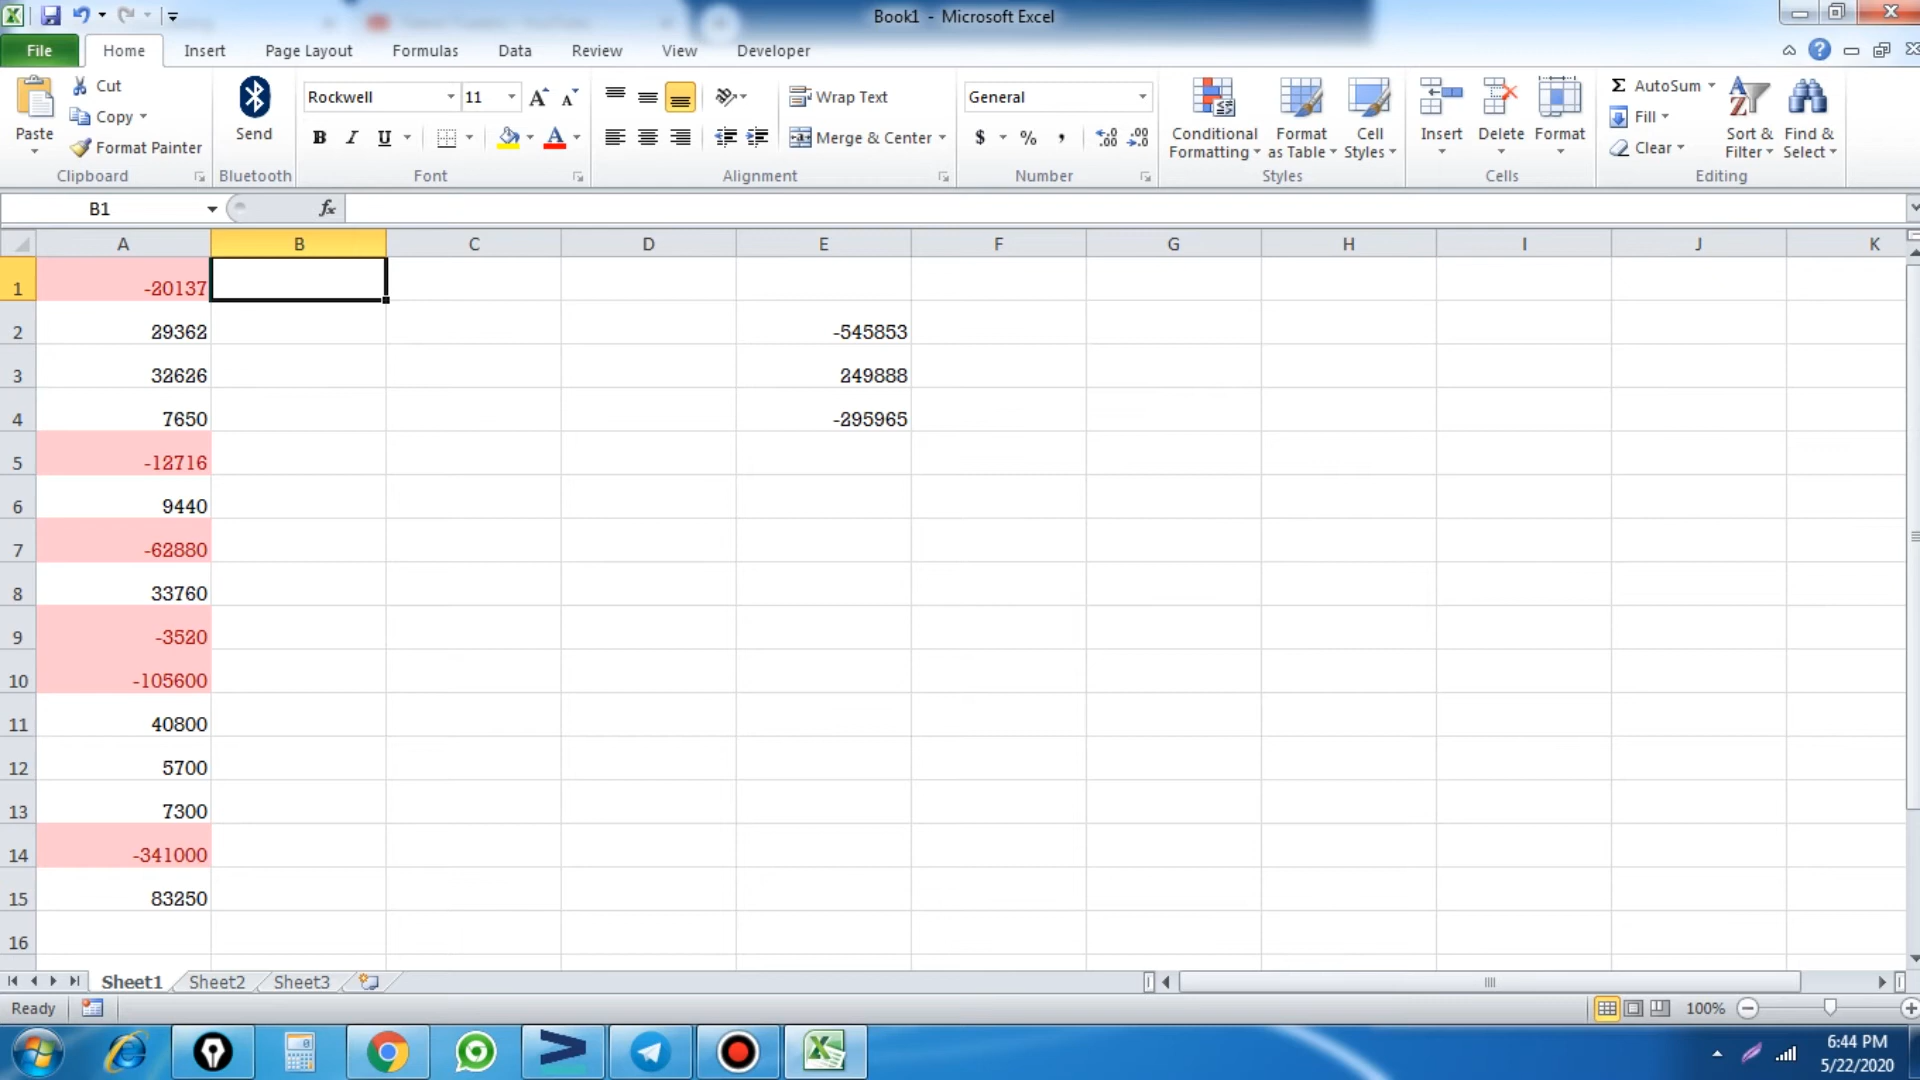 Book1 - Microsoft Excel
File Home Insert Page Layout Formulas Data Review View Developer
Paste
Cut
Copy
Format Painter
Clipboard
Send
Bluetooth
Rockwell 11
B I U
Font
Wrap Text
Merge & Center
Alignment
General
$ % ,
Number
Conditional Formatting
Format as Table
Cell Styles
Styles
Insert Delete Format
Cells
Σ AutoSum
Fill
Clear
Sort & Filter
Find & Select
Editing
B1 fx
A B C D E F G H I J K
1 -20137
2 29362 -545853
3 32626 249888
4 7650 -295965
5 -12716
6 9440
7 -62880
8 33760
9 -3520
10 -105600
11 40800
12 5700
13 7300
14 -341000
15 83250
16
Sheet1 Sheet2 Sheet3
Ready 100%
6:44 PM
5/22/2020